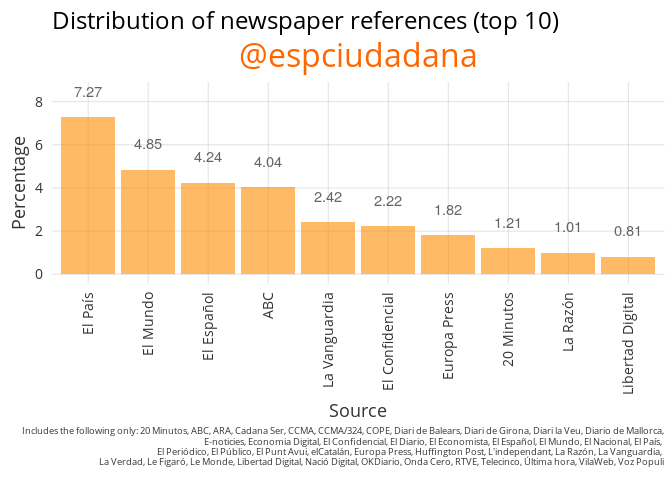 Distribution of newspaper references (top 10)
@espciudadana
Percentage
8
6
4
2
0
7.27
4.85
4.24
4.04
2.42
2.22
1.82
1.21
1.01
0.81
El País
El Mundo
El Español
ABC
La Vanguardia
El Confidencial
Europa Press
20 Minutos
La Razón
Libertad Digital
Source
Includes the following only: 20 Minutos, ABC, ARA, Cadana Ser, CCMA, CCMA/324, COPE, Diari de Balears, Diari de Girona, Diari la Veu, Diario de Mallorca,
E-noticies, Economia Digital, El Confidencial, El Diario, El Economista, El Español, El Mundo, El Nacional, El País,
El Periódico, El Público, El Punt Avui, elCatalán, Europa Press, Huffington Post, L'independant, La Razón, La Vanguardia,
La Verdad, Le Figaró, Le Monde, Libertad Digital, Nació Digital, OKDiario, Onda Cero, RTVE, Telecinco, Última hora, VilaWeb, Voz Populi